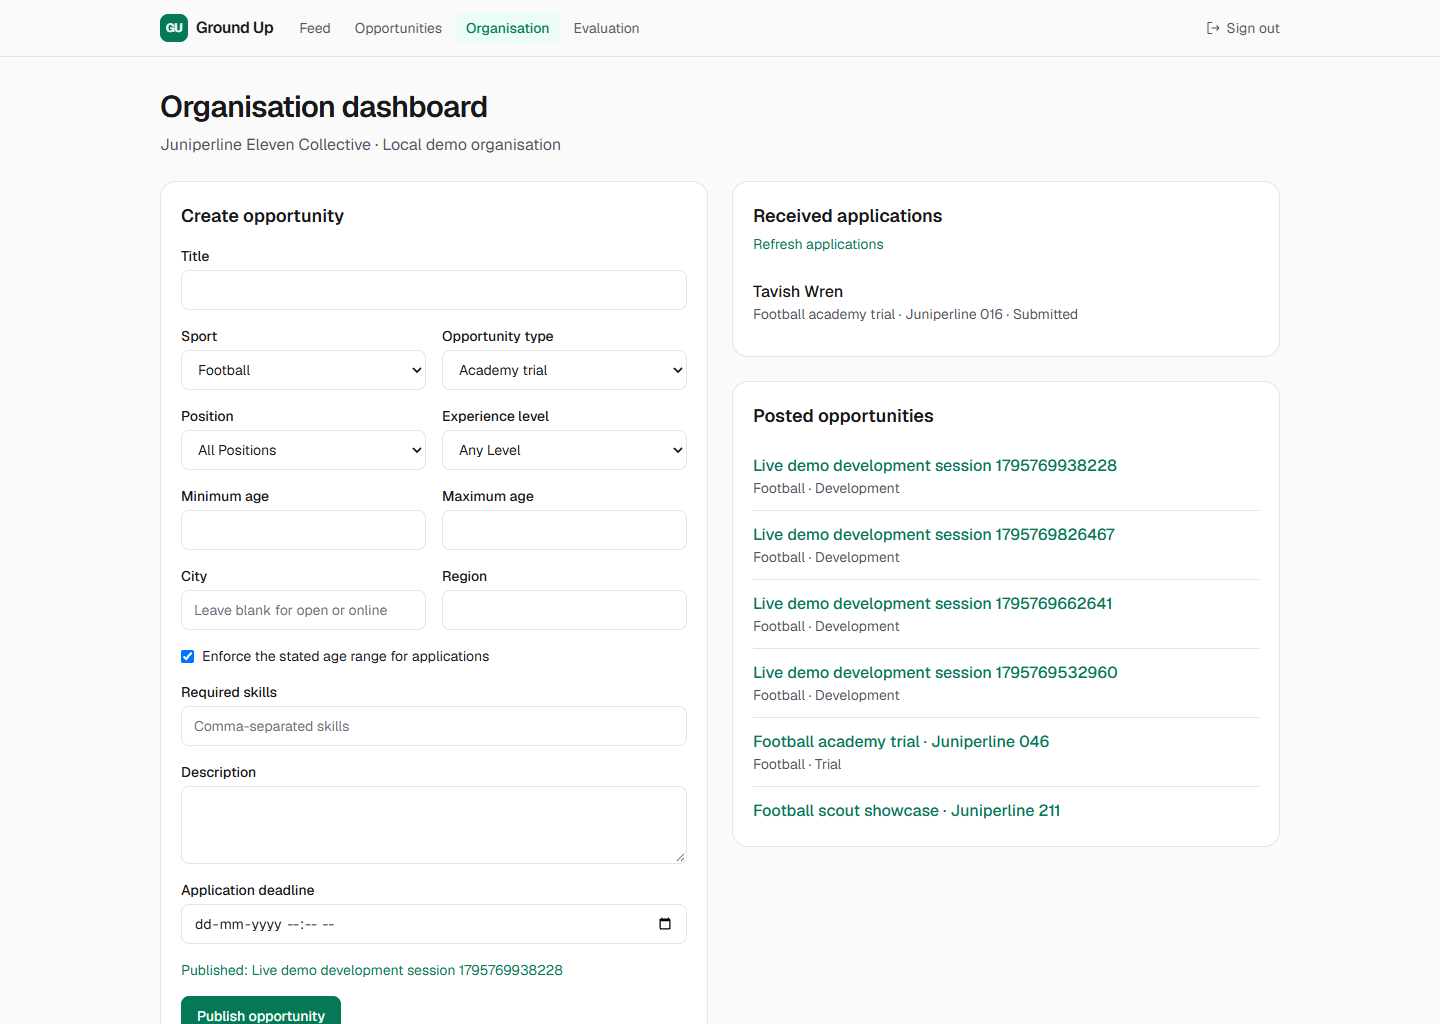 GU Ground Up Feed Opportunities Organisation Evaluation Sign out
Organisation dashboard
Juniperline Eleven Collective · Local demo organisation
Create opportunity
Title
Sport Opportunity type
Football Academy trial
Position Experience level
All Positions Any Level
Minimum age Maximum age
City Region
Leave blank for open or online
Enforce the stated age range for applications
Required skills
Comma-separated skills
Description
Application deadline
dd-mm-yyyy --:-- --
Published: Live demo development session 1795769938228
Publish opportunity
Received applications
Refresh applications
Tavish Wren
Football academy trial · Juniperline 016 · Submitted
Posted opportunities
Live demo development session 1795769938228
Football · Development
Live demo development session 1795769826467
Football · Development
Live demo development session 1795769662641
Football · Development
Live demo development session 1795769532960
Football · Development
Football academy trial · Juniperline 046
Football · Trial
Football scout showcase · Juniperline 211